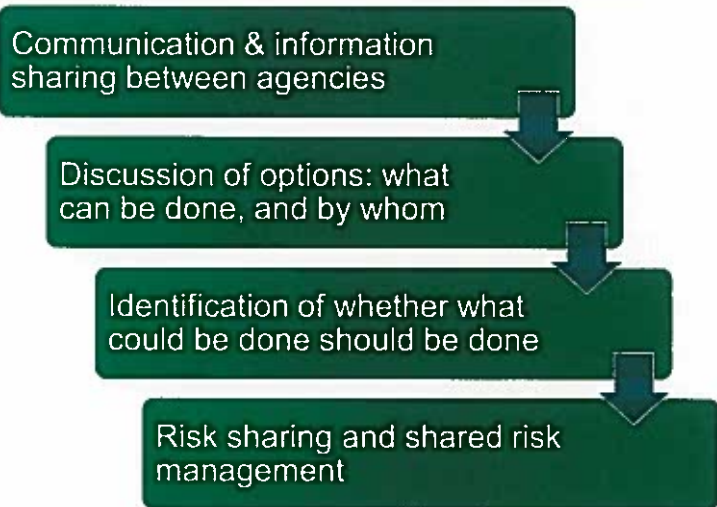 Communication & information
sharing between agencies
Discussion of options: what
can be done, and by whom
Identification of whether what
could be done should be done
Risk sharing and shared risk
management